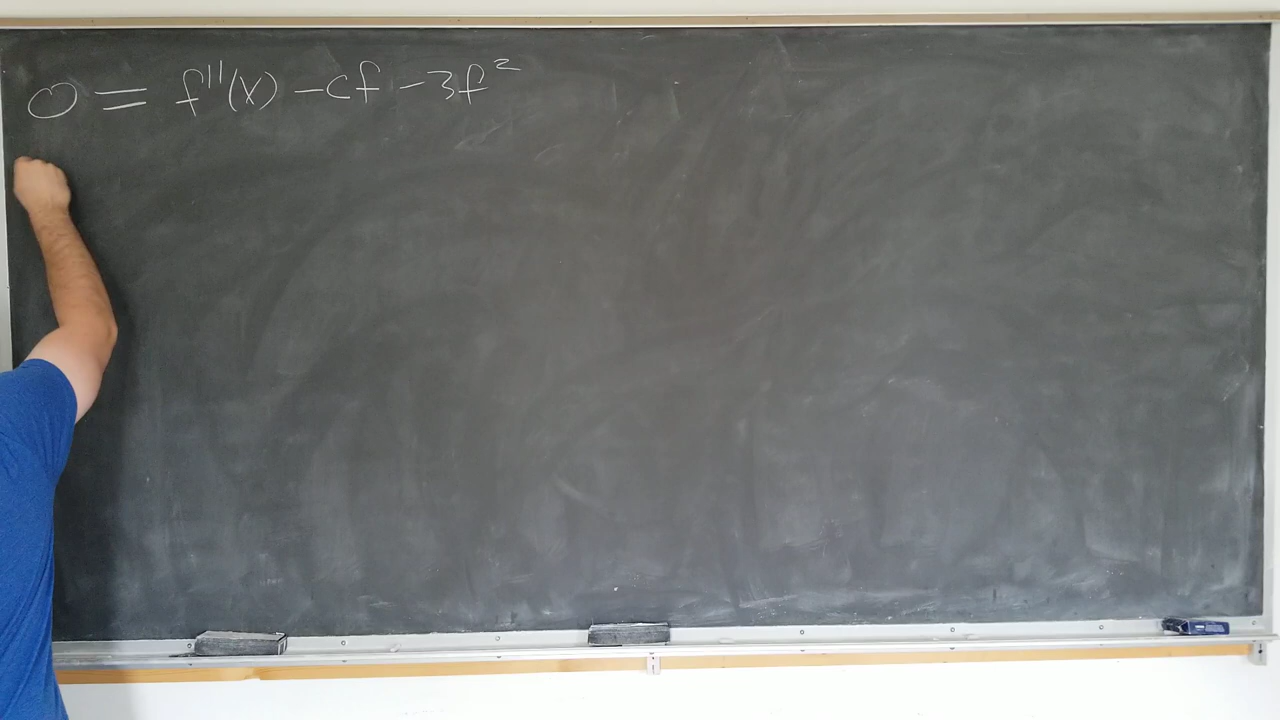 0 = f''(x) - cf - 3f²